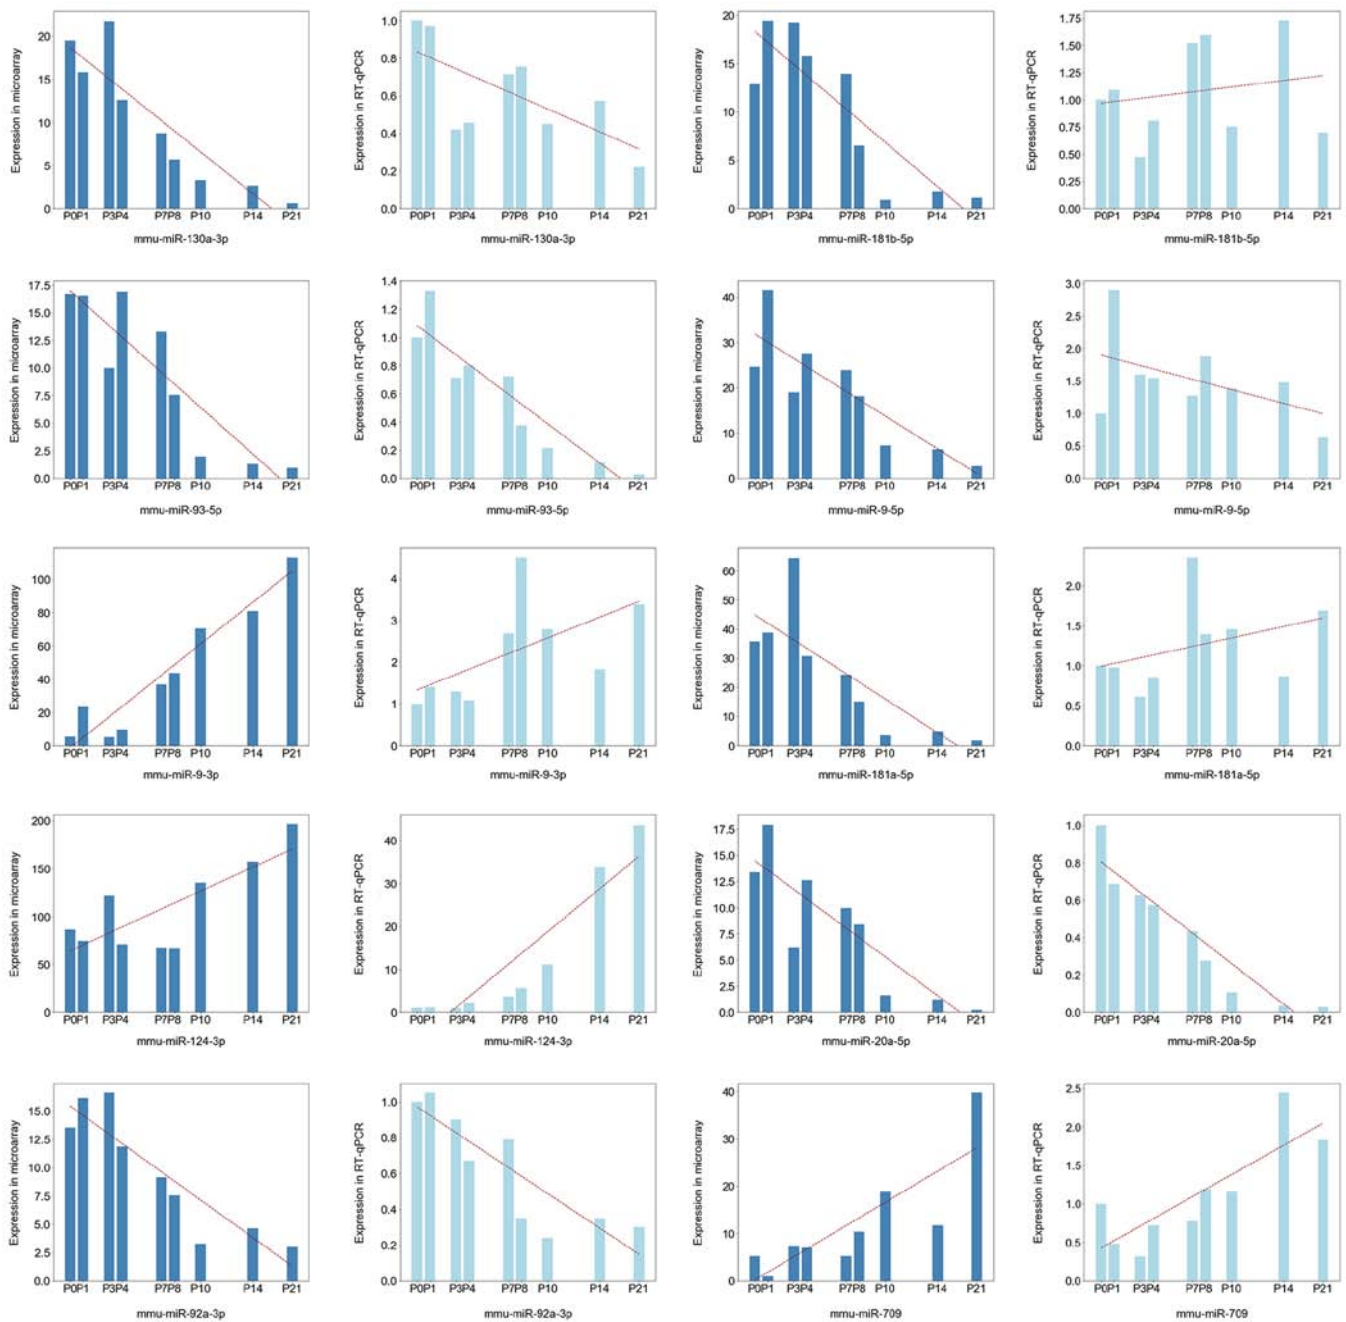 Expression in microarray
20
15
10
5
0
P0P1 P3P4 P7P8 P10 P14 P21
mmu-miR-130a-3p
Expression in RT-qPCR
1.0
0.8
0.6
0.4
0.2
0.0
P0P1 P3P4 P7P8 P10 P14 P21
mmu-miR-130a-3p
Expression in microarray
20
15
10
5
0
P0P1 P3P4 P7P8 P10 P14 P21
mmu-miR-181b-5p
Expression in RT-qPCR
1.75
1.50
1.25
1.00
0.75
0.50
0.25
0.00
P0P1 P3P4 P7P8 P10 P14 P21
mmu-miR-181b-5p
Expression in microarray
17.5
15.0
12.5
10.0
7.5
5.0
2.5
0.0
P0P1 P3P4 P7P8 P10 P14 P21
mmu-miR-93-5p
Expression in RT-qPCR
1.4
1.2
1.0
0.8
0.6
0.4
0.2
0.0
P0P1 P3P4 P7P8 P10 P14 P21
mmu-miR-93-5p
Expression in microarray
40
30
20
10
0
P0P1 P3P4 P7P8 P10 P14 P21
mmu-miR-9-5p
Expression in RT-qPCR
3.0
2.5
2.0
1.5
1.0
0.5
0.0
P0P1 P3P4 P7P8 P10 P14 P21
mmu-miR-9-5p
Expression in microarray
100
80
60
40
20
0
P0P1 P3P4 P7P8 P10 P14 P21
mmu-miR-9-3p
Expression in RT-qPCR
4
3
2
1
0
P0P1 P3P4 P7P8 P10 P14 P21
mmu-miR-9-3p
Expression in microarray
60
50
40
30
20
10
0
P0P1 P3P4 P7P8 P10 P14 P21
mmu-miR-181a-5p
Expression in RT-qPCR
2.0
1.5
1.0
0.5
0.0
P0P1 P3P4 P7P8 P10 P14 P21
mmu-miR-181a-5p
Expression in microarray
200
150
100
50
0
P0P1 P3P4 P7P8 P10 P14 P21
mmu-miR-124-3p
Expression in RT-qPCR
40
30
20
10
0
P0P1 P3P4 P7P8 P10 P14 P21
mmu-miR-124-3p
Expression in microarray
17.5
15.0
12.5
10.0
7.5
5.0
2.5
0.0
P0P1 P3P4 P7P8 P10 P14 P21
mmu-miR-20a-5p
Expression in RT-qPCR
1.0
0.8
0.6
0.4
0.2
0.0
P0P1 P3P4 P7P8 P10 P14 P21
mmu-miR-20a-5p
Expression in microarray
15.0
12.5
10.0
7.5
5.0
2.5
0.0
P0P1 P3P4 P7P8 P10 P14 P21
mmu-miR-92a-3p
Expression in RT-qPCR
1.0
0.8
0.6
0.4
0.2
0.0
P0P1 P3P4 P7P8 P10 P14 P21
mmu-miR-92a-3p
Expression in microarray
40
30
20
10
0
P0P1 P3P4 P7P8 P10 P14 P21
mmu-miR-709
Expression in RT-qPCR
2.5
2.0
1.5
1.0
0.5
0.0
P0P1 P3P4 P7P8 P10 P14 P21
mmu-miR-709